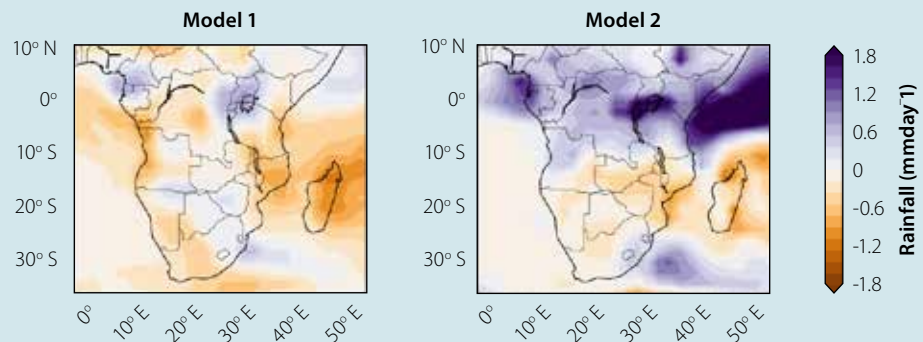 Model 1
Model 2
10° N
0°
10° S
20° S
30° S
0°
10° E
20° E
30° E
40° E
50° E
10° N
0°
10° S
20° S
30° S
0°
10° E
20° E
30° E
40° E
50° E
1.8
1.2
0.6
0
-0.6
-1.2
-1.8
Rainfall (mmday⁻1)